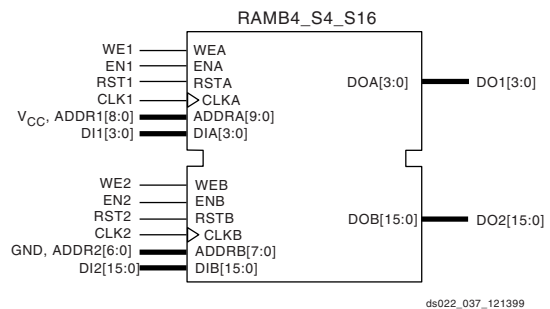 RAMB4_S4_S16
WE1 WEA
EN1 ENA
RST1 RSTA DOA[3:0] DO1[3:0]
CLK1 CLKA
VCC, ADDR1[8:0] ADDRA[9:0]
DI1[3:0] DIA[3:0]
WE2 WEB
EN2 ENB
RST2 RSTB DOB[15:0] DO2[15:0]
CLK2 CLKB
GND, ADDR2[6:0] ADDRB[7:0]
DI2[15:0] DIB[15:0]
ds022_037_121399